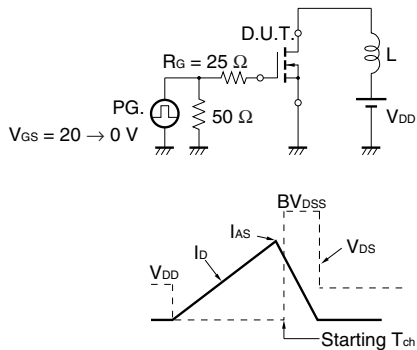 D.U.T.
RG = 25 Ω
L
PG.
50 Ω
VDD
VGS = 20 → 0 V
BVDSS
IAS
VDS
ID
VDD
Starting Tch